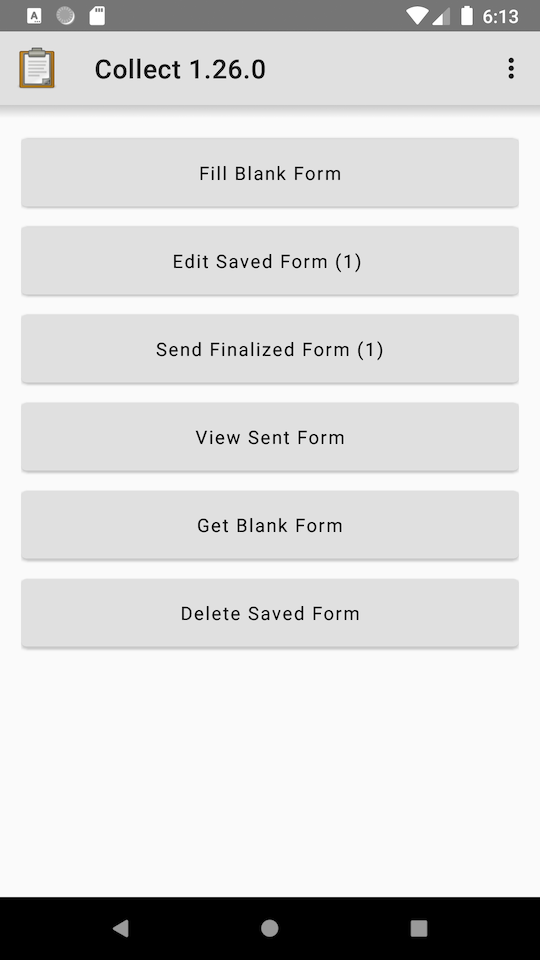 A
6:13
Collect 1.26.0
Fill Blank Form
Edit Saved Form (1)
Send Finalized Form (1)
View Sent Form
Get Blank Form
Delete Saved Form